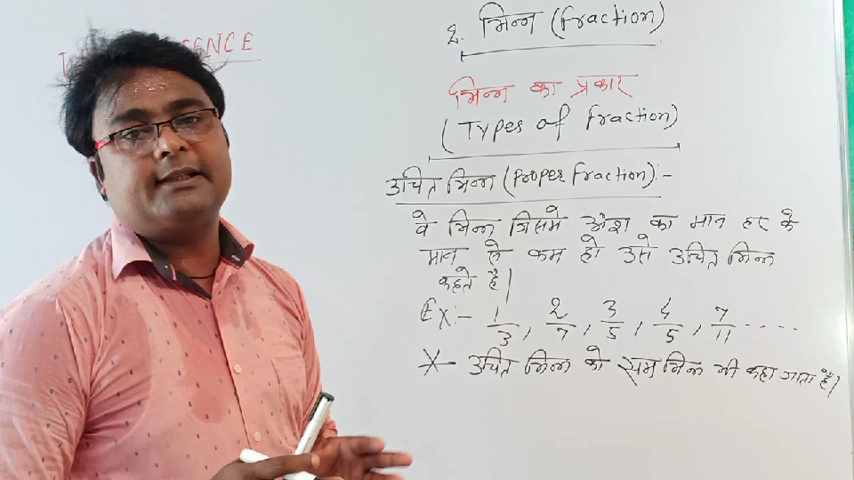 ENCE
2. भिन्न (Fraction)
भिन्न का प्रकार
(Types of fraction)
उचित भिन्न (Proper fraction):-
वे भिन्न जिसमे अंश का मान हर के
मान से कम हो उसे उचित भिन्न
कहते है|
Ex:- 1/3, 2/7, 3/5, 4/5, 7/11 .....
X- उचित भिन्न को सम भिन्न भी कहा जाता है|